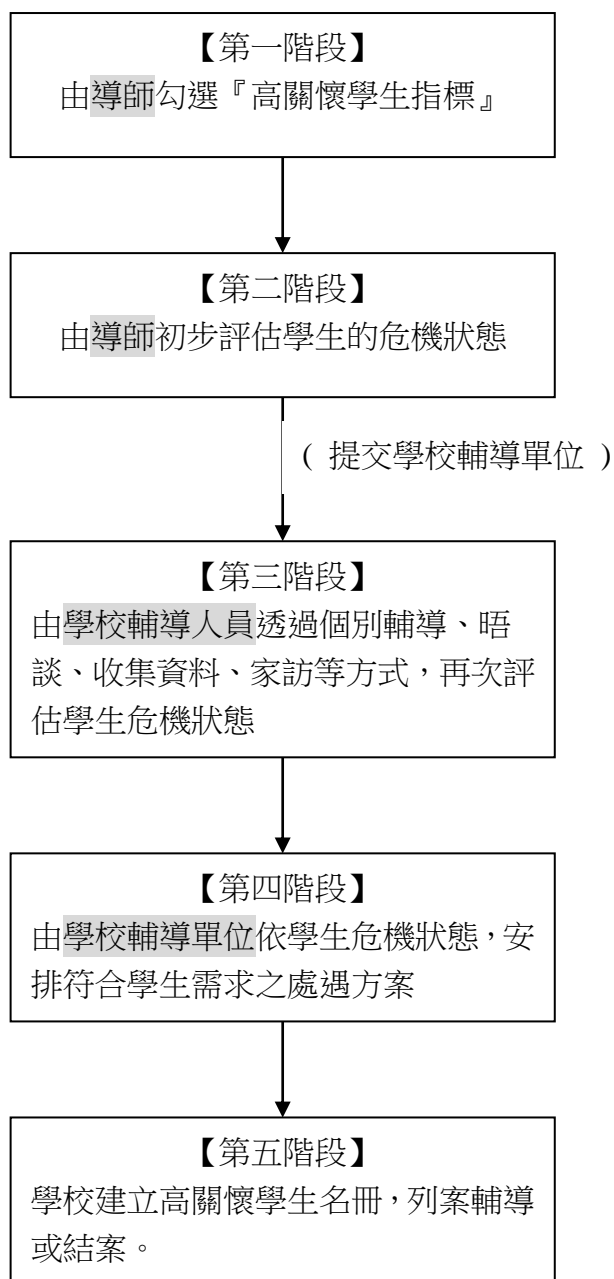 【第一階段】
由導師勾選『高關懷學生指標』
【第二階段】
由導師初步評估學生的危機狀態
( 提交學校輔導單位 )
【第三階段】
由學校輔導人員透過個別輔導、晤
談、收集資料、家訪等方式，再次評
估學生危機狀態
【第四階段】
由學校輔導單位依學生危機狀態，安
排符合學生需求之處遇方案
【第五階段】
學校建立高關懷學生名冊，列案輔導
或結案。